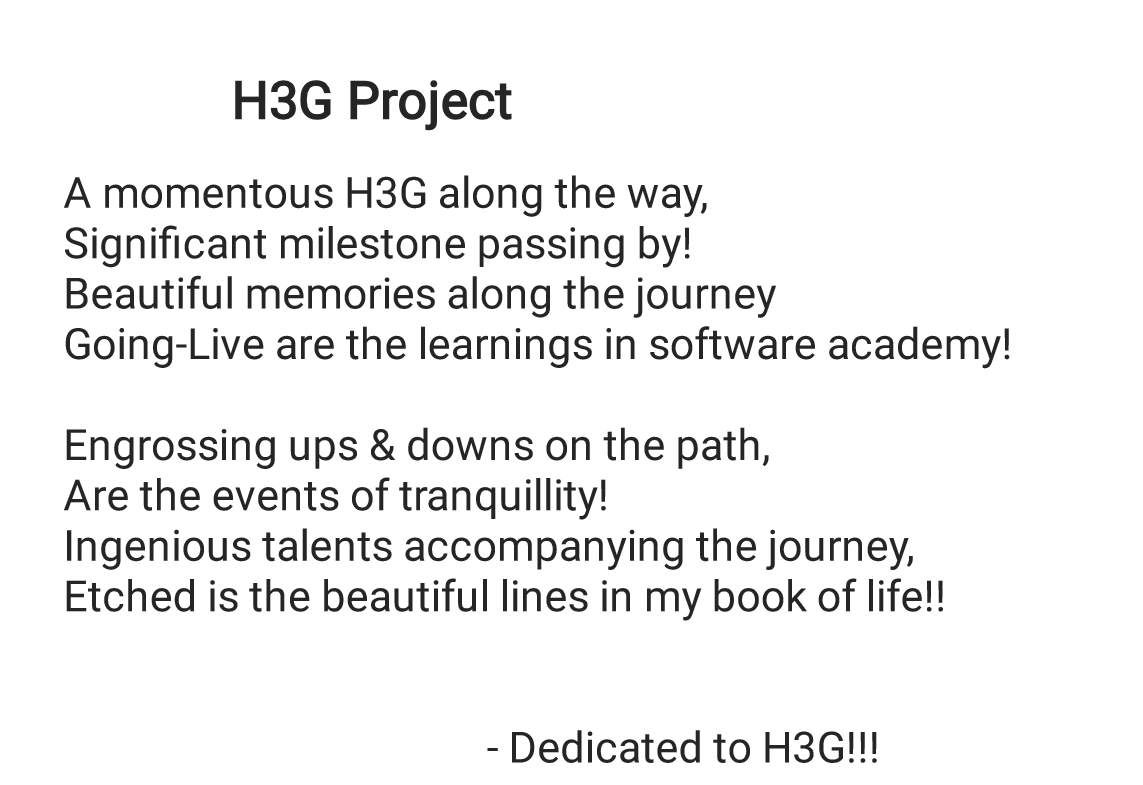 H3G Project
A momentous H3G along the way,
Significant milestone passing by!
Beautiful memories along the journey
Going-Live are the learnings in software academy!
Engrossing ups & downs on the path,
Are the events of tranquillity!
Ingenious talents accompanying the journey,
Etched is the beautiful lines in my book of life!!
- Dedicated to H3G!!!